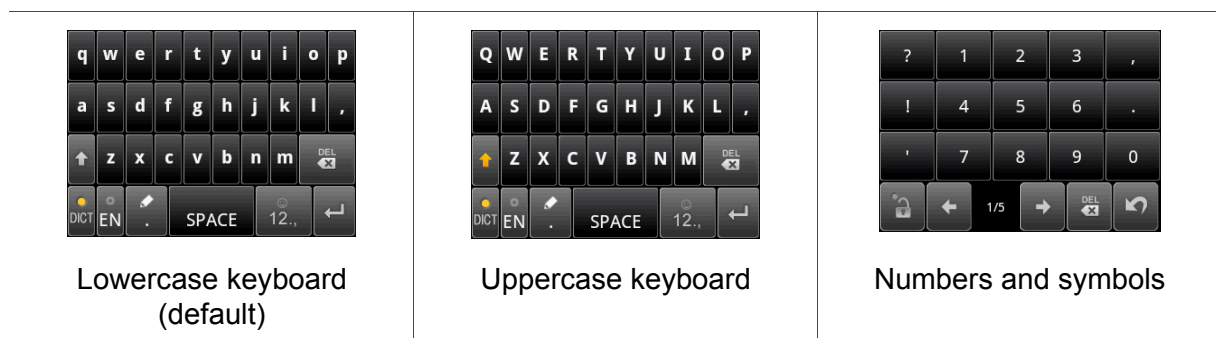 q w e r t y u i o p
a s d f g h j k l ,
z x c v b n m DEL
DICT EN . SPACE 12.,
Lowercase keyboard
(default)
Q W E R T Y U I O P
A S D F G H J K L ,
Z X C V B N M DEL
DICT EN . SPACE 12.,
Uppercase keyboard
? 1 2 3 ,
! 4 5 6 .
' 7 8 9 0
1/5 DEL
Numbers and symbols